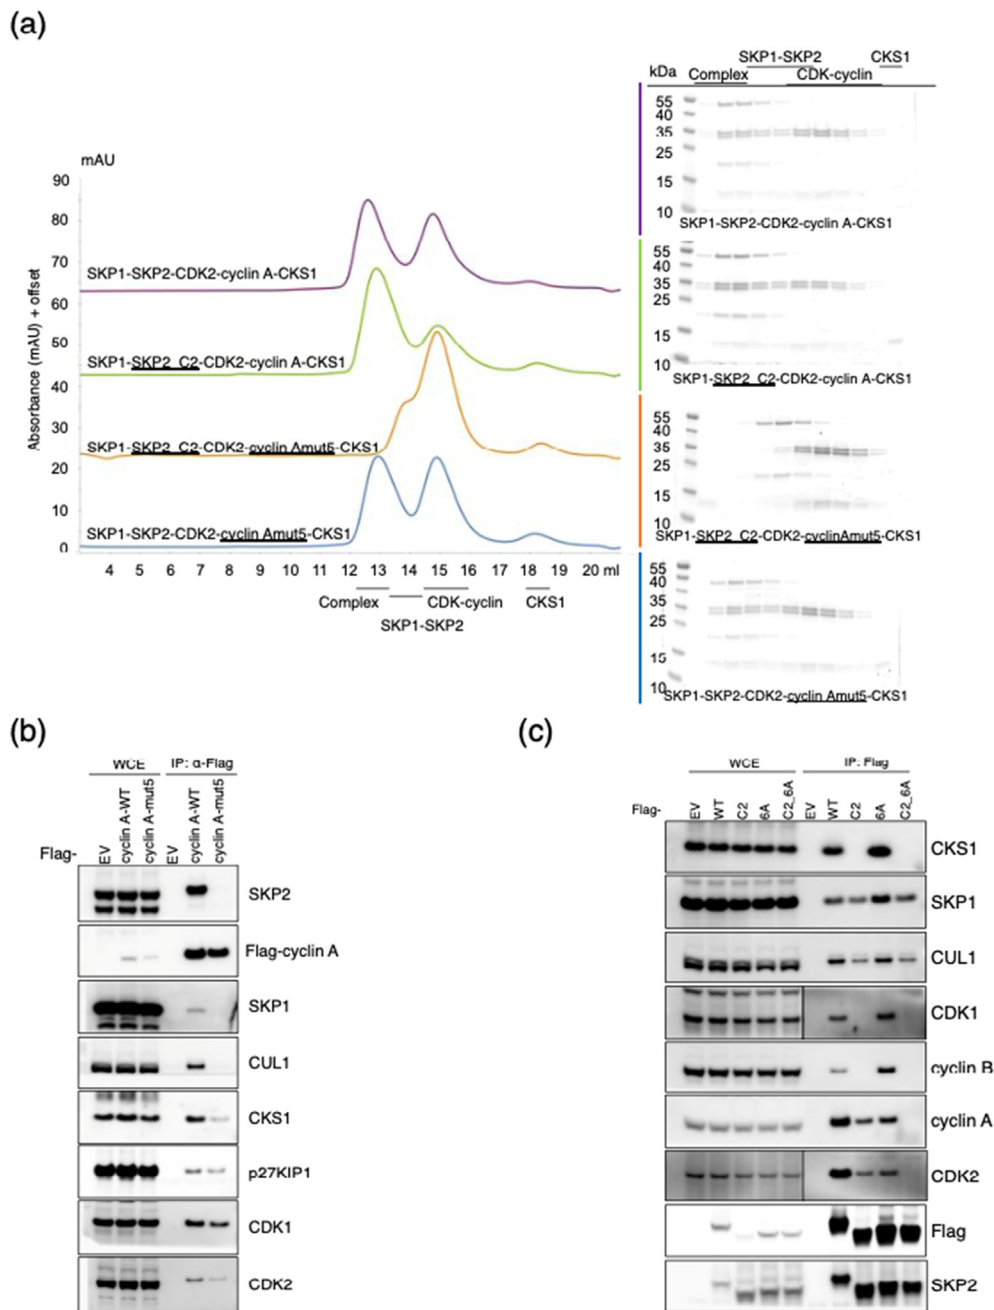 (a)
SKP1-SKP2
CKS1
kDa
Complex
CDK-cyclin
55
40
35
25
15
10
SKP1-SKP2-CDK2-cyclin A-CKS1
55
40
35
25
15
10
SKP1-SKP2_C2-CDK2-cyclin A-CKS1
55
40
35
25
15
10
SKP1-SKP2_C2-CDK2-cyclinAmut5-CKS1
55
40
35
25
15
10
SKP1-SKP2-CDK2-cyclin Amut5-CKS1
mAU
Absorbance (mAU) + offset
90
80
70
60
50
40
30
20
10
0
SKP1-SKP2-CDK2-cyclin A-CKS1
SKP1-SKP2_C2-CDK2-cyclin A-CKS1
SKP1-SKP2_C2-CDK2-cyclin Amut5-CKS1
SKP1-SKP2-CDK2-cyclin Amut5-CKS1
4 5 6 7 8 9 10 11 12 13 14 15 16 17 18 19 20 ml
Complex
CDK-cyclin
CKS1
SKP1-SKP2
(b)
WCE
IP: α-Flag
Flag-
EV
cyclin A-WT
cyclin A-mut5
EV
cyclin A-WT
cyclin A-mut5
SKP2
Flag-cyclin A
SKP1
CUL1
CKS1
p27KIP1
CDK1
CDK2
(c)
WCE
IP: Flag
Flag-
EV
WT
C2
6A
C2_6A
EV
WT
C2
6A
C2_6A
CKS1
SKP1
CUL1
CDK1
cyclin B
cyclin A
CDK2
Flag
SKP2